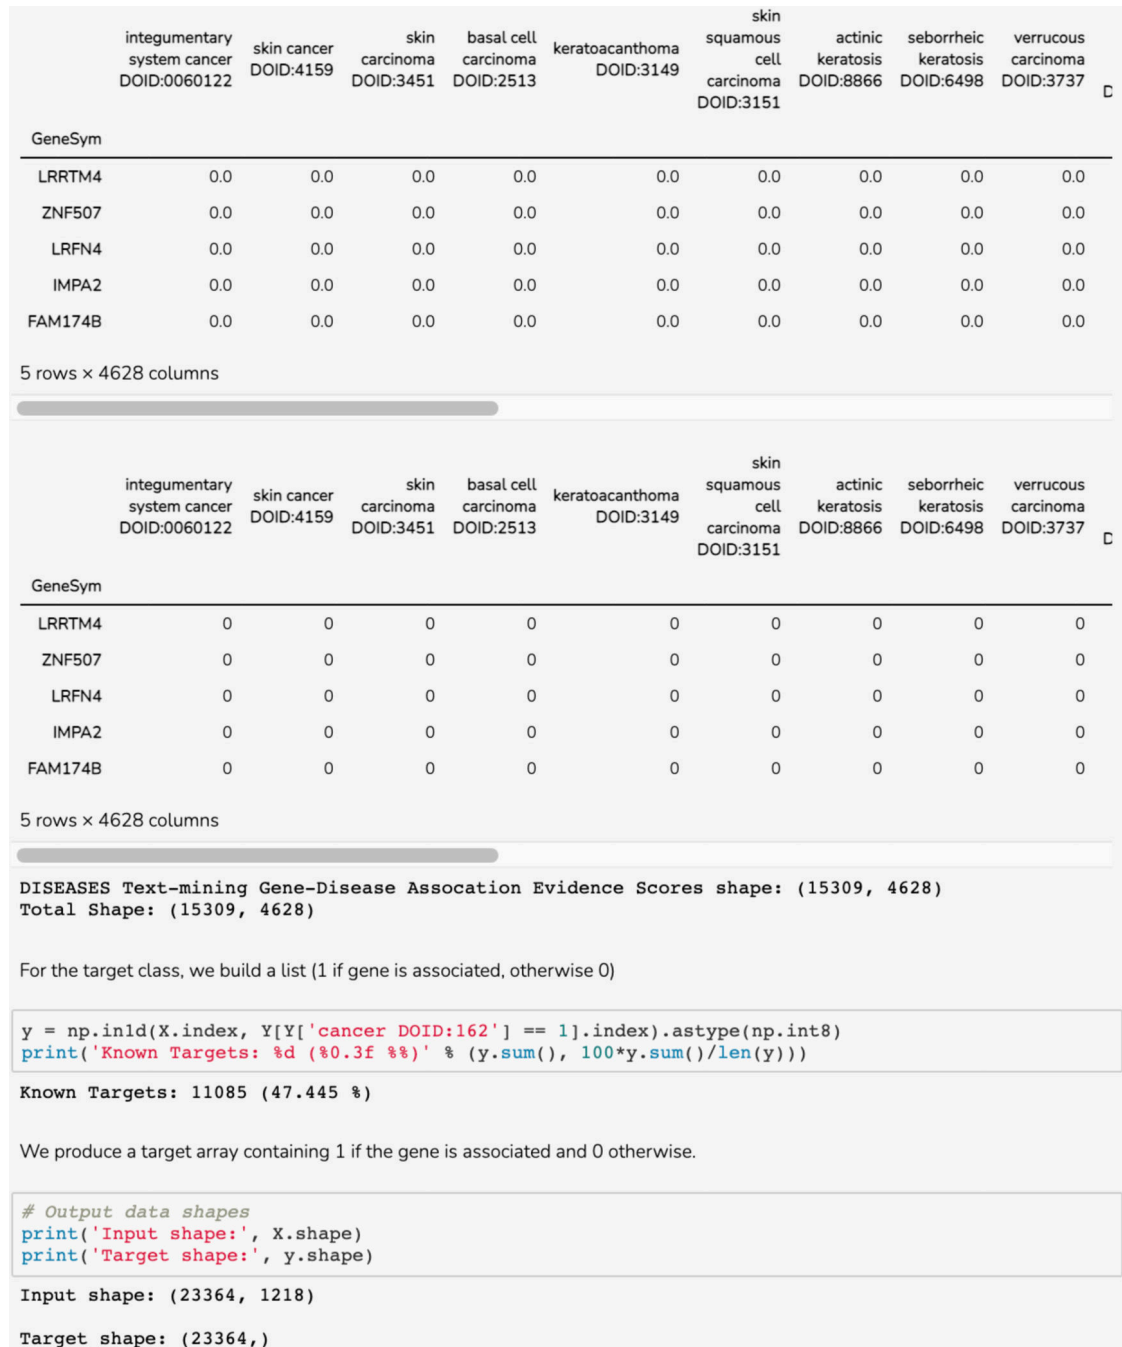 integumentary system cancer DOID:0060122 skin cancer DOID:4159 skin carcinoma DOID:3451 basal cell carcinoma DOID:2513 keratoacanthoma DOID:3149 skin squamous cell carcinoma DOID:3151 actinic keratosis DOID:8866 seborrheic keratosis DOID:6498 verrucous carcinoma DOID:3737 D
GeneSym
LRRTM4 0.0 0.0 0.0 0.0 0.0 0.0 0.0 0.0 0.0
ZNF507 0.0 0.0 0.0 0.0 0.0 0.0 0.0 0.0 0.0
LRFN4 0.0 0.0 0.0 0.0 0.0 0.0 0.0 0.0 0.0
IMPA2 0.0 0.0 0.0 0.0 0.0 0.0 0.0 0.0 0.0
FAM174B 0.0 0.0 0.0 0.0 0.0 0.0 0.0 0.0 0.0
5 rows × 4628 columns
integumentary system cancer DOID:0060122 skin cancer DOID:4159 skin carcinoma DOID:3451 basal cell carcinoma DOID:2513 keratoacanthoma DOID:3149 skin squamous cell carcinoma DOID:3151 actinic keratosis DOID:8866 seborrheic keratosis DOID:6498 verrucous carcinoma DOID:3737 D
GeneSym
LRRTM4 0 0 0 0 0 0 0 0 0
ZNF507 0 0 0 0 0 0 0 0 0
LRFN4 0 0 0 0 0 0 0 0 0
IMPA2 0 0 0 0 0 0 0 0 0
FAM174B 0 0 0 0 0 0 0 0 0
5 rows × 4628 columns
DISEASES Text-mining Gene-Disease Assocation Evidence Scores shape: (15309, 4628)
Total Shape: (15309, 4628)
For the target class, we build a list (1 if gene is associated, otherwise 0)
y = np.in1d(X.index, Y[Y['cancer DOID:162'] == 1].index).astype(np.int8)
print('Known Targets: %d (%0.3f %%)' % (y.sum(), 100*y.sum()/len(y)))
Known Targets: 11085 (47.445 %)
We produce a target array containing 1 if the gene is associated and 0 otherwise.
# Output data shapes
print('Input shape:', X.shape)
print('Target shape:', y.shape)
Input shape: (23364, 1218)
Target shape: (23364,)